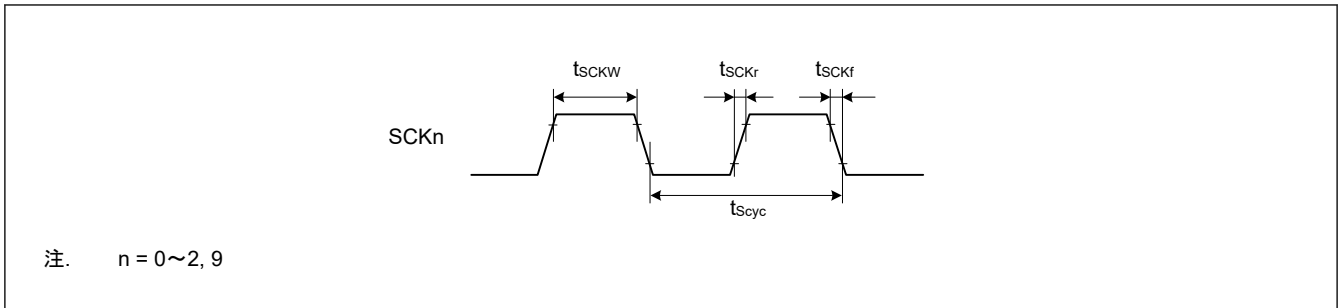 tSCKW tSCKr tSCKf
SCKn
tScyc
注. n = 0～2, 9